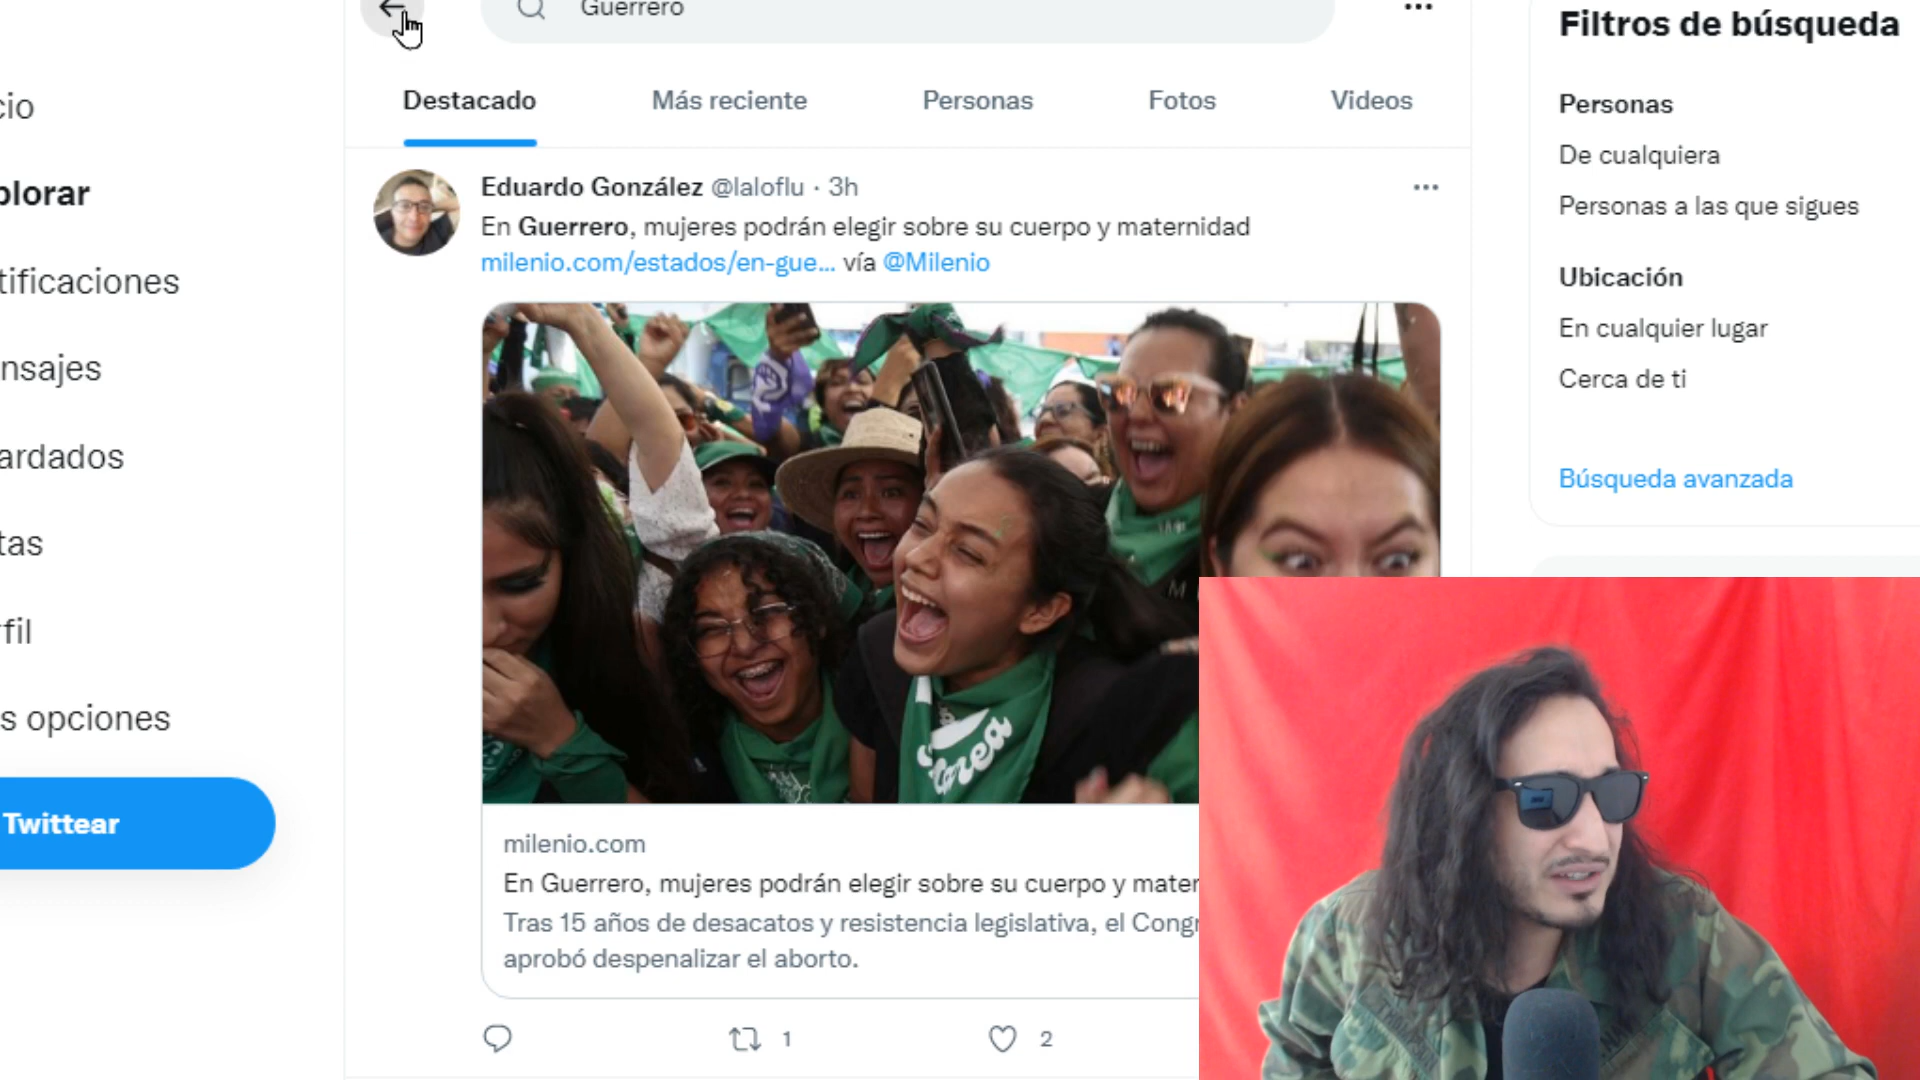 Guerrero
Filtros de búsqueda
Destacado
Más reciente
Personas
Fotos
Videos
Personas
De cualquiera
Personas a las que sigues
Ubicación
En cualquier lugar
Cerca de ti
Búsqueda avanzada
cio
plorar
tificaciones
nsajes
ardados
tas
rfil
s opciones
Twittear
Eduardo González @laloflu · 3h
En Guerrero, mujeres podrán elegir sobre su cuerpo y maternidad
milenio.com/estados/en-gue... vía @Milenio
milenio.com
En Guerrero, mujeres podrán elegir sobre su cuerpo y mater
Tras 15 años de desacatos y resistencia legislativa, el Congr
aprobó despenalizar el aborto.
1
2